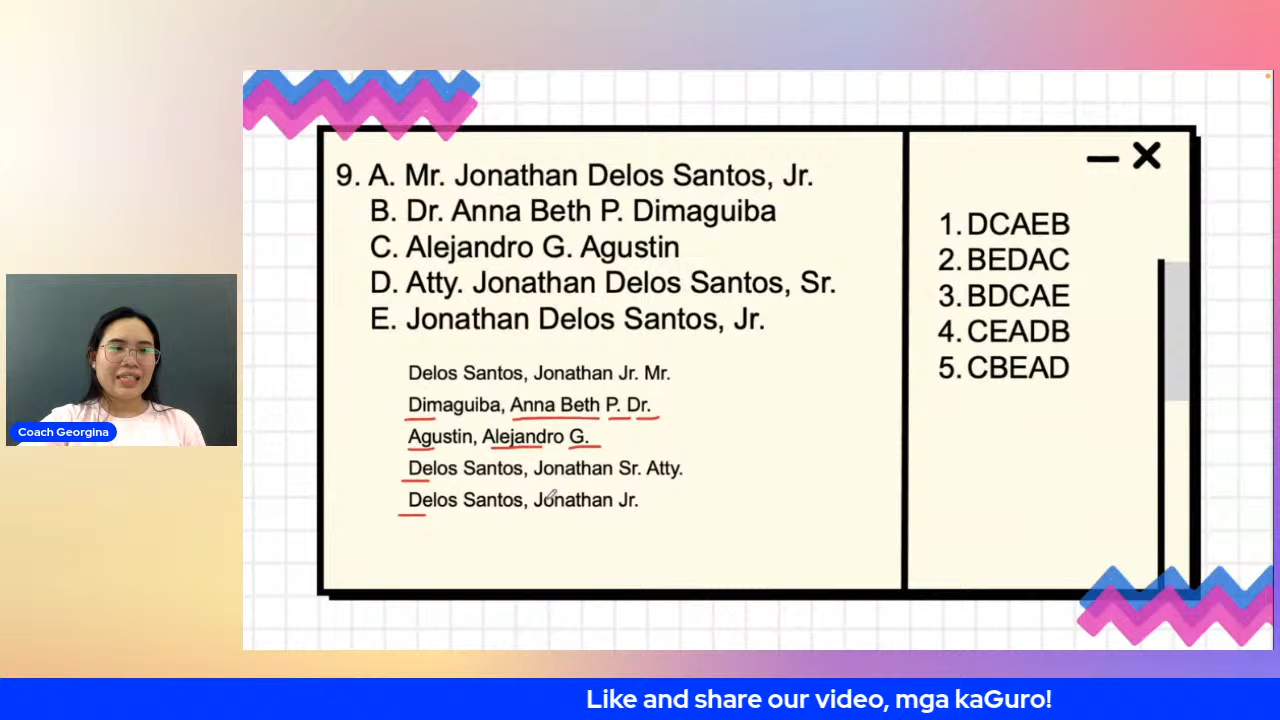 9. A. Mr. Jonathan Delos Santos, Jr.
B. Dr. Anna Beth P. Dimaguiba
C. Alejandro G. Agustin
D. Atty. Jonathan Delos Santos, Sr.
E. Jonathan Delos Santos, Jr.
Delos Santos, Jonathan Jr. Mr.
Dimaguiba, Anna Beth P. Dr.
Agustin, Alejandro G.
Delos Santos, Jonathan Sr. Atty.
Delos Santos, Jonathan Jr.
1. DCAEB
2. BEDAC
3. BDCAE
4. CEADB
5. CBEAD
Coach Georgina
Like and share our video, mga kaGuro!